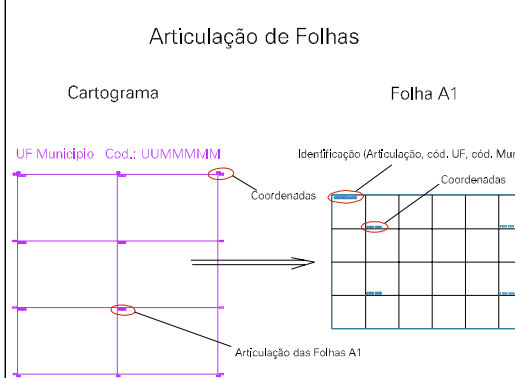 Articulação de Folhas
Cartograma
Folha A1
UF Municipio Cod.: UUMMMMM
Identificação (Articulação, cód. UF, cód. Mun
Coordenadas
Coordenadas
Articulação das Folhas A1